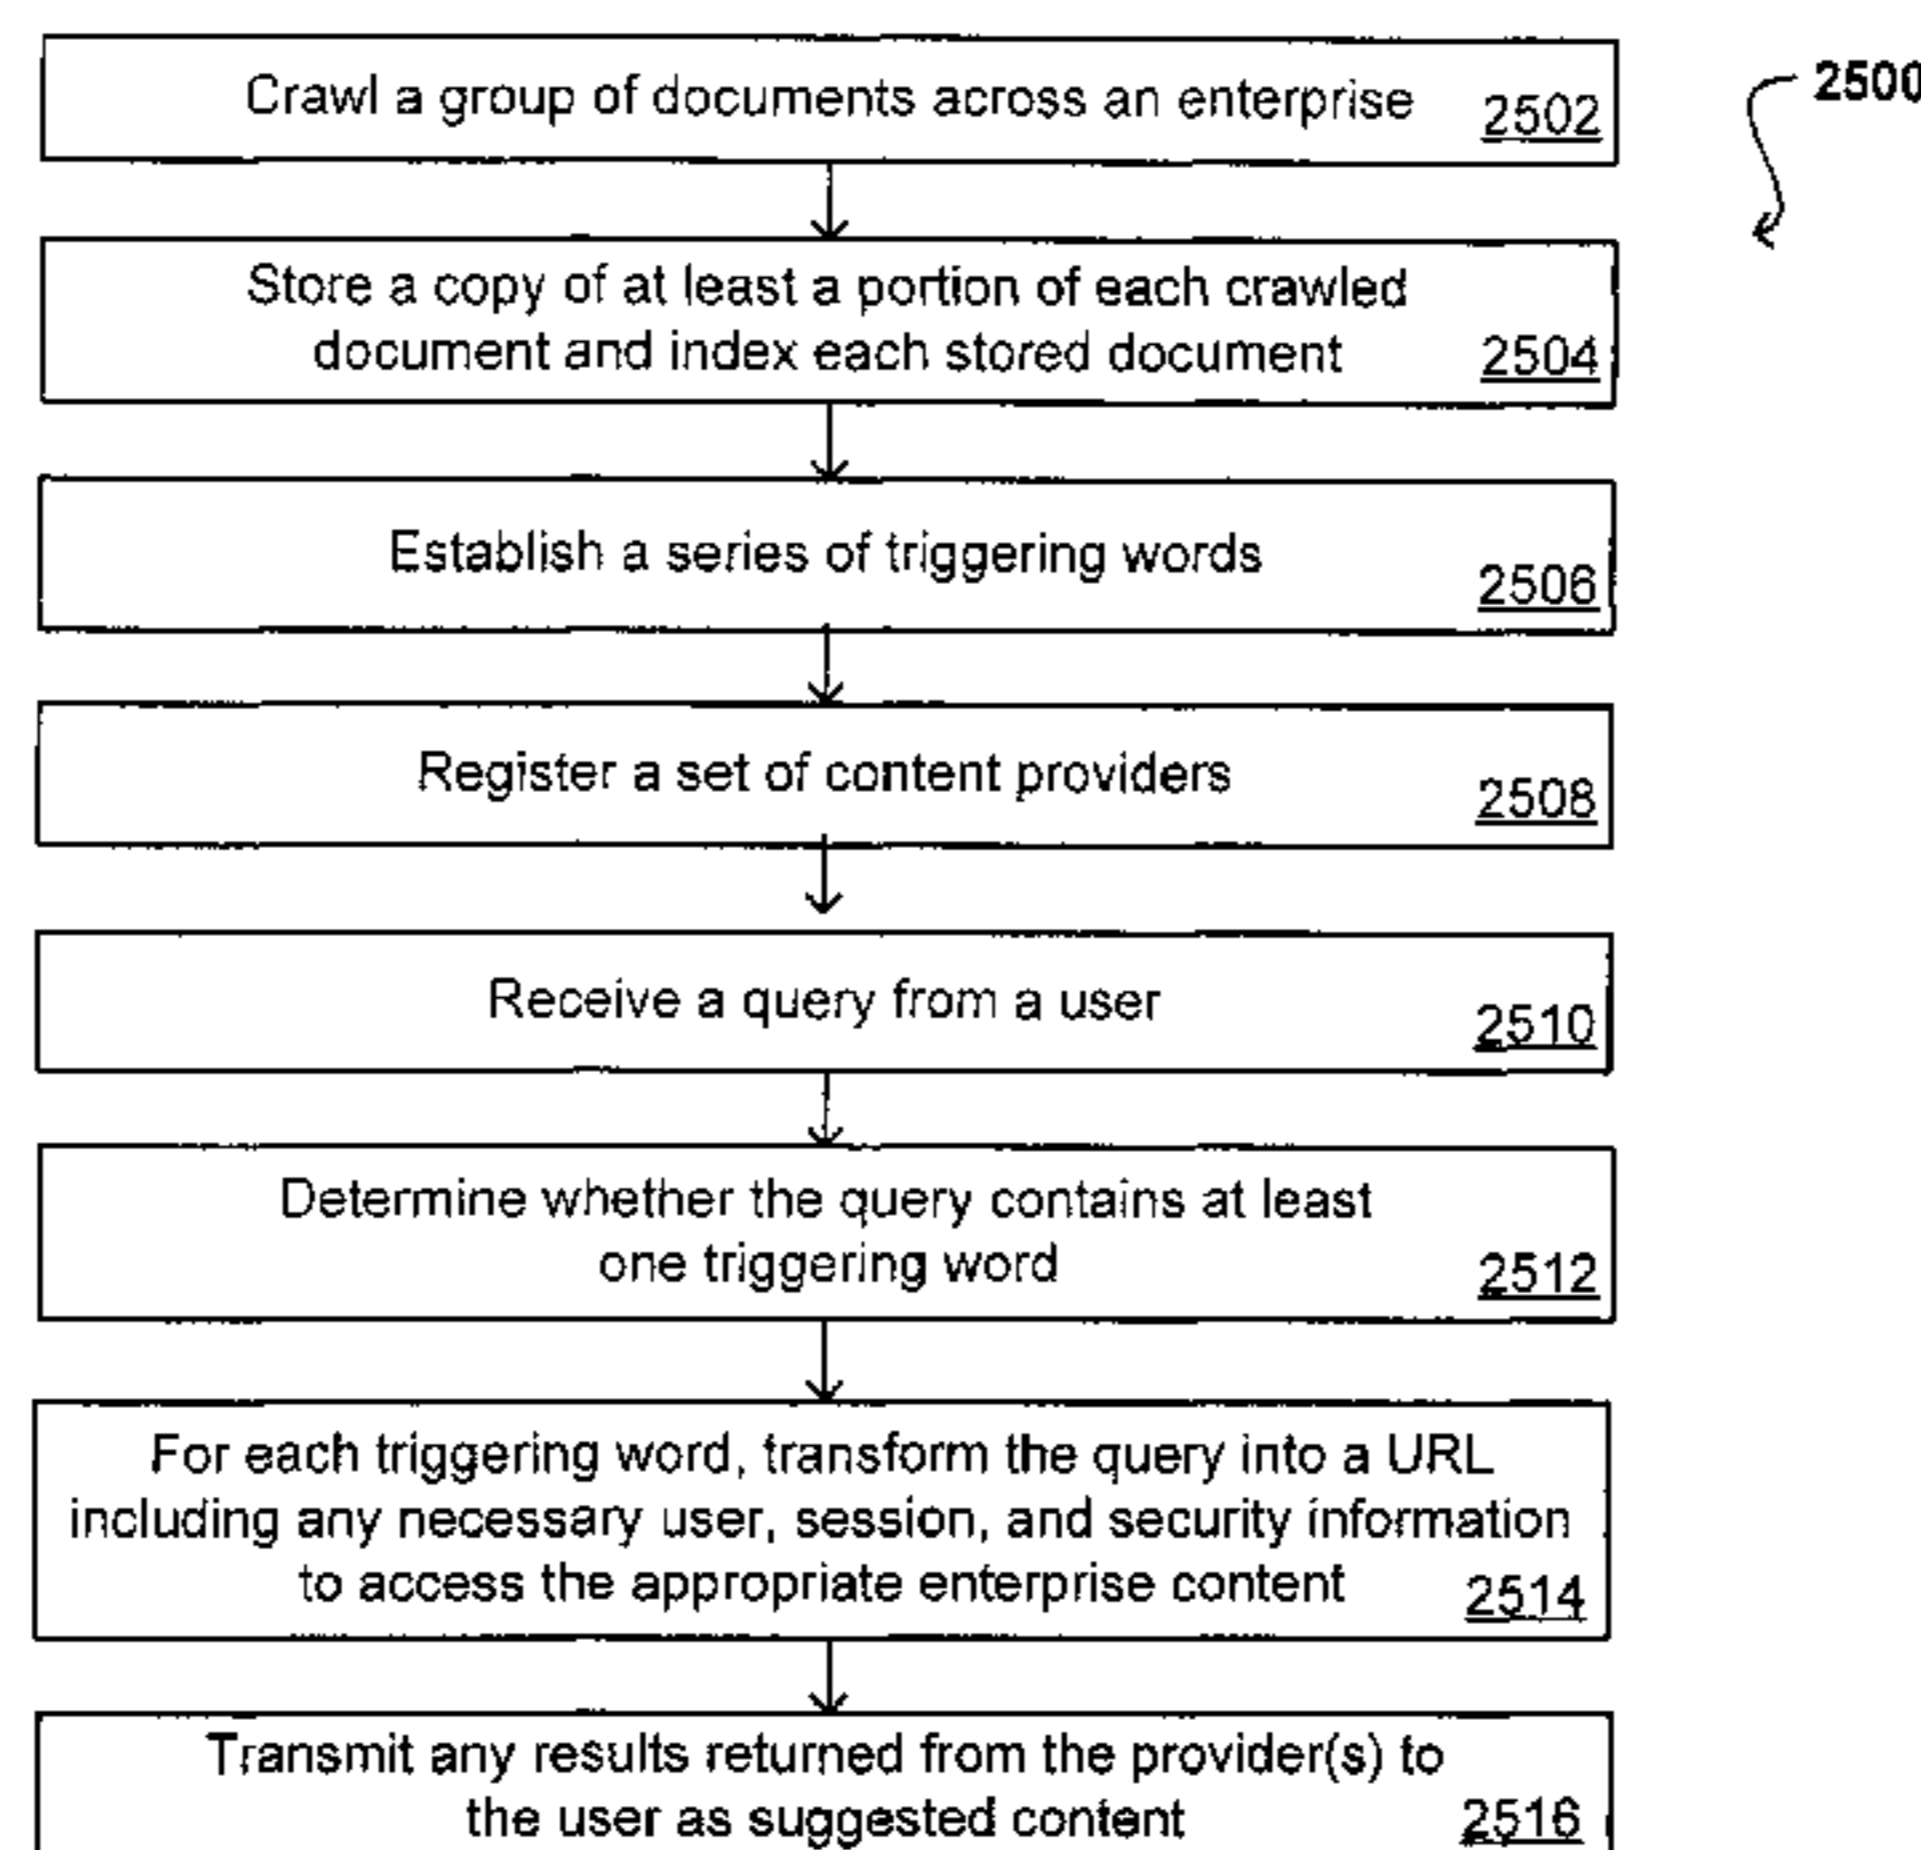 Crawl a group of documents across an enterprise
2502
2500
Store a copy of at least a portion of each crawled
document and index each stored document
2504
Establish a series of triggering words
2506
Register a set of content providers
2508
Receive a query from a user
2510
Determine whether the query contains at least
one triggering word
2512
For each triggering word, transform the query into a URL
including any necessary user, session, and security information
to access the appropriate enterprise content
2514
Transmit any results returned from the provider(s) to
the user as suggested content
2516